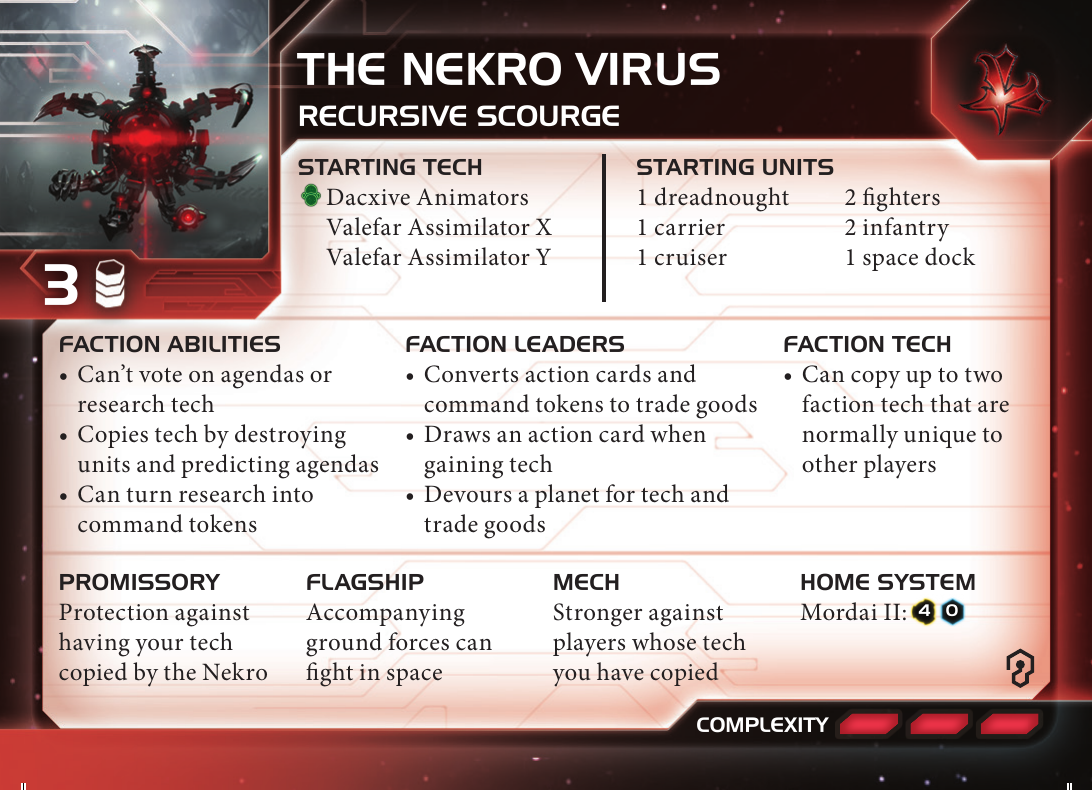 THE NEKRO VIRUS
RECURSIVE SCOURGE
3
STARTING TECH
Dacxive Animators
Valefar Assimilator X
Valefar Assimilator Y
STARTING UNITS
1 dreadnought
1 carrier
1 cruiser
2 fighters
2 infantry
1 space dock
FACTION ABILITIES
• Can't vote on agendas or
research tech
• Copies tech by destroying
units and predicting agendas
• Can turn research into
command tokens
FACTION LEADERS
• Converts action cards and
command tokens to trade goods
• Draws an action card when
gaining tech
• Devours a planet for tech and
trade goods
FACTION TECH
• Can copy up to two
faction tech that are
normally unique to
other players
PROMISSORY
Protection against
having your tech
copied by the Nekro
FLAGSHIP
Accompanying
ground forces can
fight in space
MECH
Stronger against
players whose tech
you have copied
HOME SYSTEM
Mordai II: 4 0
COMPLEXITY